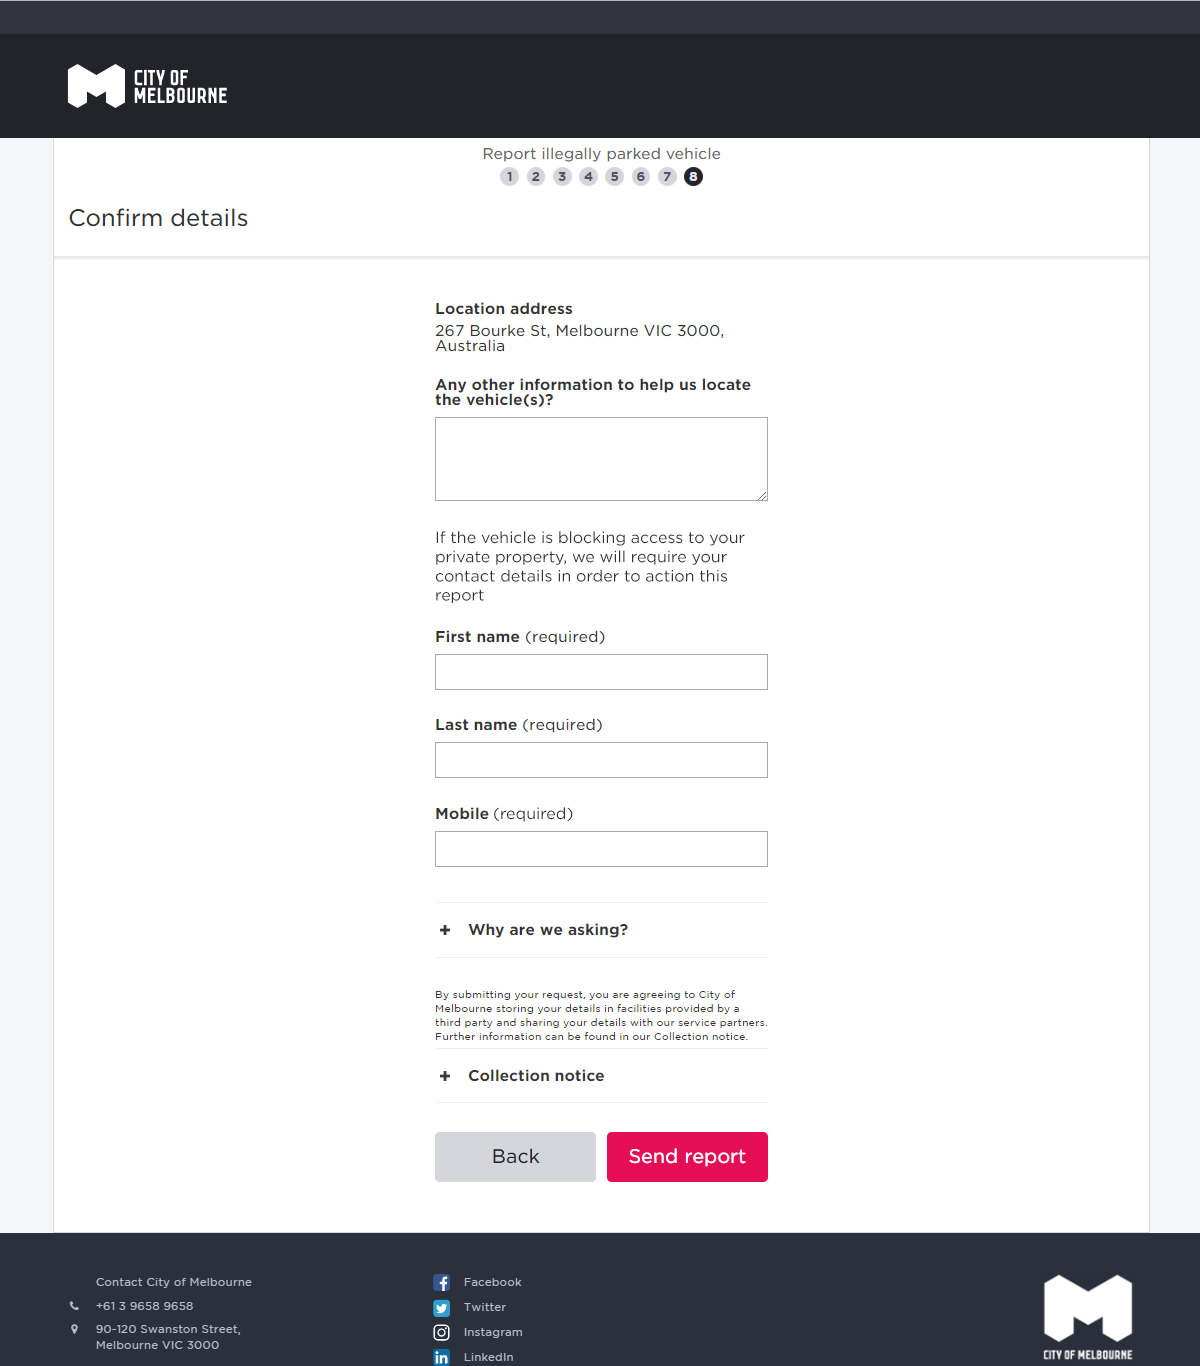 CITY OF
MELBOURNE
Report illegally parked vehicle
1 2 3 4 5 6 7 8
Confirm details
Location address
267 Bourke St, Melbourne VIC 3000,
Australia
Any other information to help us locate
the vehicle(s)?
If the vehicle is blocking access to your
private property, we will require your
contact details in order to action this
report
First name (required)
Last name (required)
Mobile (required)
+ Why are we asking?
By submitting your request, you are agreeing to City of
Melbourne storing your details in facilities provided by a
third party and sharing your details with our service partners.
Further information can be found in our Collection notice.
+ Collection notice
Back Send report
Contact City of Melbourne
+61 3 9658 9658
90-120 Swanston Street,
Melbourne VIC 3000
Facebook
Twitter
Instagram
LinkedIn
CITY OF MELBOURNE